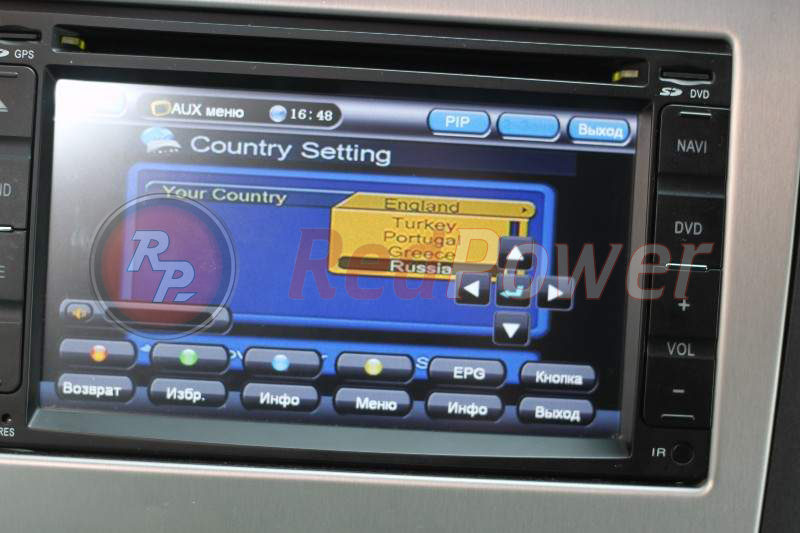 GPS
DVD
AUX меню 16:48 PIP Выход
Country Setting
NAVI
Your Country England
Turkey
Portugal
Greece
Russia
DVD
RP
RedPower
+
VOL
EPG Кнопка
Возврат Избр. Инфо Меню Инфо Выход
−
RES
IR